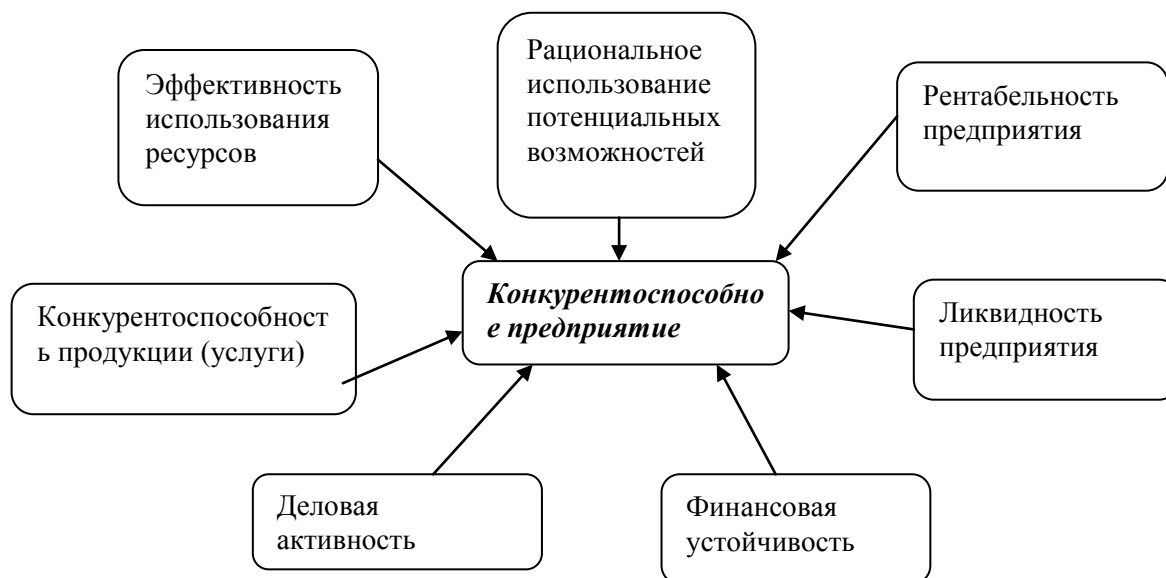 Эффективность
использования
ресурсов
Рациональное
использование
потенциальных
возможностей
Рентабельность
предприятия
Конкурентоспособност
ь продукции (услуги)
Конкурентоспособно
е предприятие
Ликвидность
предприятия
Деловая
активность
Финансовая
устойчивость